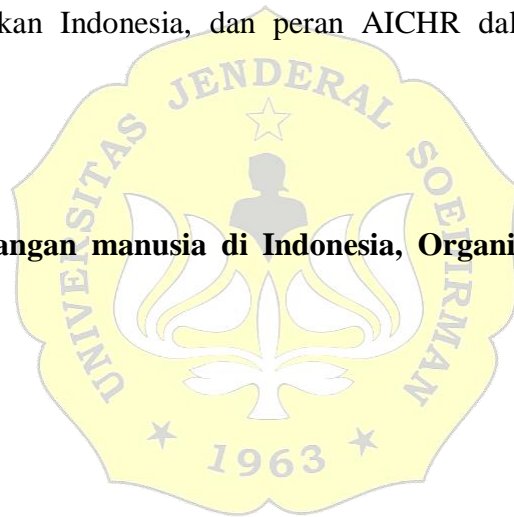 kan Indonesia, dan peran AICHR dal
UNIVERSITAS JENDERAL SOEDIRMAN
angan manusia di Indonesia, Organi
1963